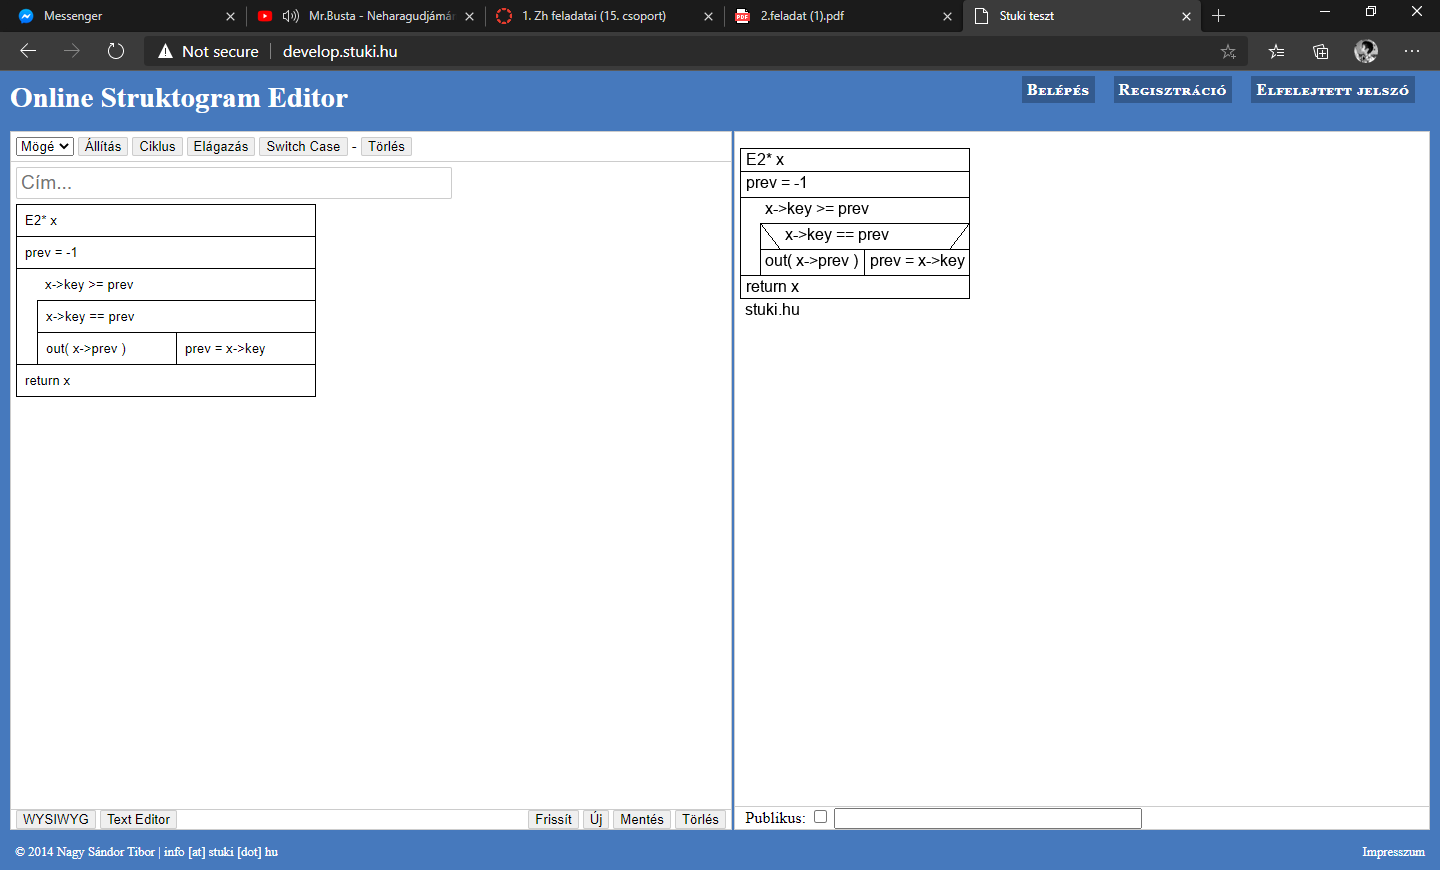 Messenger
Mr.Busta - Neharagudjámár
1. Zh feladatai (15. csoport)
PDF
2.feladat (1).pdf
Stuki teszt
Not secure
develop.stuki.hu
Online Struktogram Editor
Belépés
Regisztráció
Elfelejtett jelszó
Mögé Állítás Ciklus Elágazás Switch Case - Törlés
Cím...
E2* x
prev = -1
x->key >= prev
x->key == prev
out( x->prev ) prev = x->key
return x
E2* x
prev = -1
x->key >= prev
x->key == prev
out( x->prev ) prev = x->key
return x
stuki.hu
WYSIWYG Text Editor Frissít Új Mentés Törlés
Publikus:
© 2014 Nagy Sándor Tibor | info [at] stuki [dot] hu
Impresszum